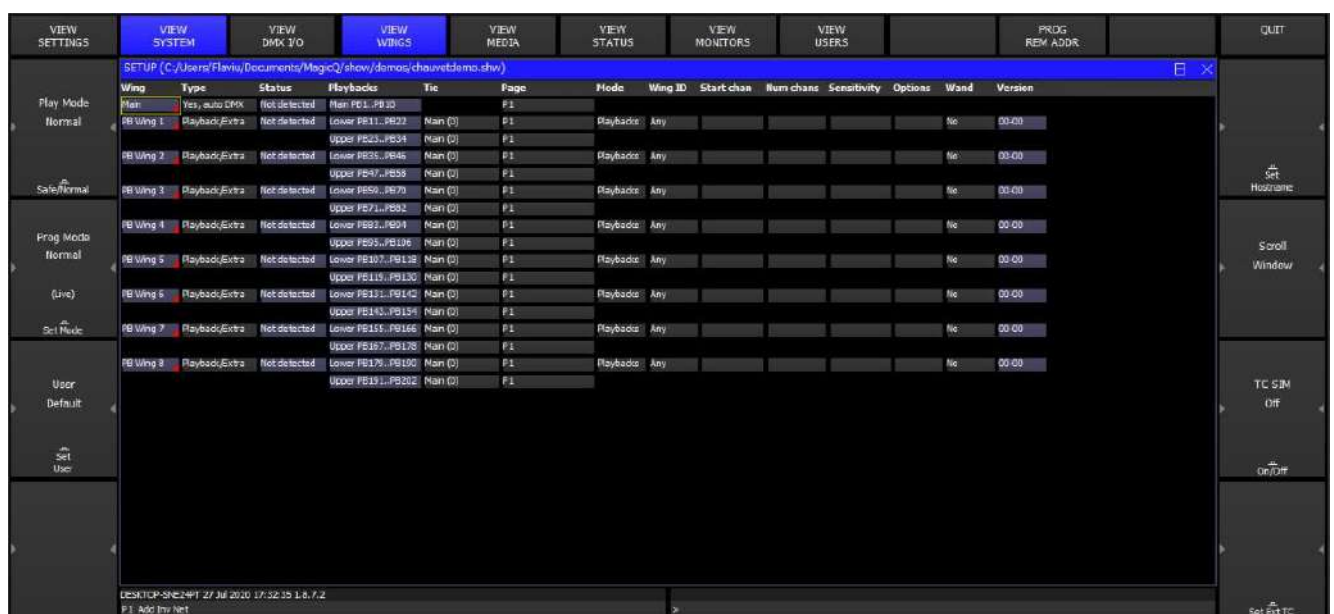 VIEW SETTINGS
VIEW SYSTEM
VIEW DMX I/O
VIEW WINGS
VIEW MEDIA
VIEW STATUS
VIEW MONITORS
VIEW USERS
PROG REM ADDR
QUIT
SETUP (C:/Users/Flaviu/Documents/MagicQ/show/demos/chauvetdemo.shw)
Wing Type Status Playbacks Tie Page Mode Wing ID Start chan Num chans Sensitivity Options Wand Version
Main Yes, auto DMX Not detected Main PB1..PB10 P1
PB Wing 1 Playback/Extra Not detected Lower PB11..PB22 Main (0) P1 Playbacks Any No 00-00
Upper PB23..PB34 Main (0) P1
PB Wing 2 Playback/Extra Not detected Lower PB35..PB46 Main (0) P1 Playbacks Any No 00-00
Upper PB47..PB58 Main (0) P1
PB Wing 3 Playback/Extra Not detected Lower PB59..PB70 Main (0) P1 Playbacks Any No 00-00
Upper PB71..PB82 Main (0) P1
PB Wing 4 Playback/Extra Not detected Lower PB83..PB94 Main (0) P1 Playbacks Any No 00-00
Upper PB95..PB106 Main (0) P1
PB Wing 5 Playback/Extra Not detected Lower PB107..PB118 Main (0) P1 Playbacks Any No 00-00
Upper PB119..PB130 Main (0) P1
PB Wing 6 Playback/Extra Not detected Lower PB131..PB142 Main (0) P1 Playbacks Any No 00-00
Upper PB143..PB154 Main (0) P1
PB Wing 7 Playback/Extra Not detected Lower PB155..PB166 Main (0) P1 Playbacks Any No 00-00
Upper PB167..PB178 Main (0) P1
PB Wing 8 Playback/Extra Not detected Lower PB179..PB190 Main (0) P1 Playbacks Any No 00-00
Upper PB191..PB202 Main (0) P1
Play Mode
Normal
Safe/Normal
Prog Mode
Normal
(Live)
Set Mode
User
Default
Set
User
Set
Hostname
Scroll
Window
TC SIM
Off
On/Off
Set Ext TC
DESKTOP-SNE24PT 27 Jul 2020 17:32:35 1.8.7.2
P1 Add Inv Net
>